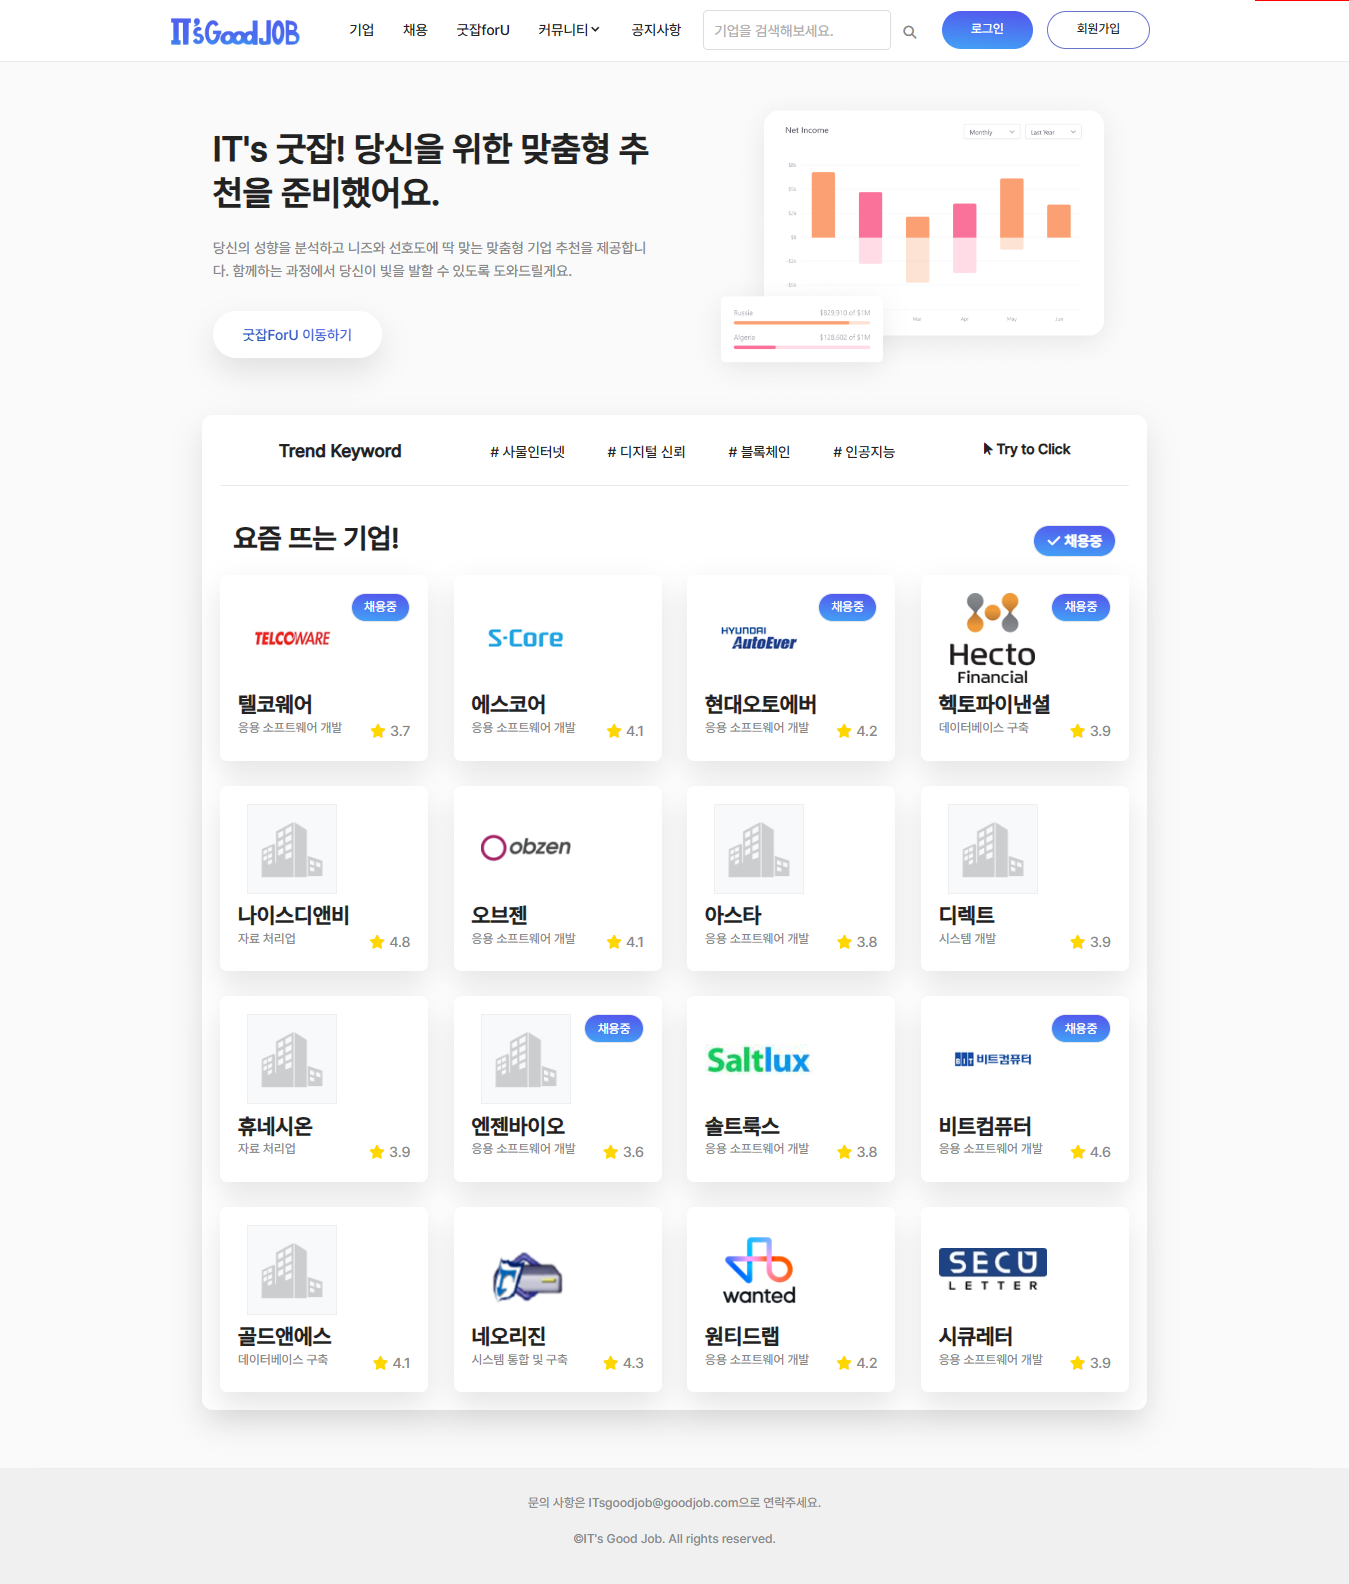 IT'sGoodJOB
기업 채용 굿잡forU 커뮤니티 공지사항 기업을 검색해보세요. 로그인 회원가입
IT's 굿잡! 당신을 위한 맞춤형 추
천을 준비했어요.
당신의 성향을 분석하고 니즈와 선호도에 딱 맞는 맞춤형 기업 추천을 제공합니
다. 함께하는 과정에서 당신이 빛을 발할 수 있도록 도와드릴게요.
굿잡ForU 이동하기
Net Income
Monthly
Last Year
$8k
$5k
$2k
$0
-$2k
-$5k
Mar
Apr
May
Jun
Russia $829,910 of $1M
Algeria $128,602 of $1M
Trend Keyword # 사물인터넷 # 디지털 신뢰 # 블록체인 # 인공지능 Try to Click
요즘 뜨는 기업!
채용중
TELCOWARE
채용중
텔코웨어
응용 소프트웨어 개발
3.7
S-Core
에스코어
응용 소프트웨어 개발
4.1
HYUNDAI
AutoEver
채용중
현대오토에버
응용 소프트웨어 개발
4.2
Hecto
Financial
채용중
헥토파이낸셜
데이터베이스 구축
3.9
나이스디앤비
자료 처리업
4.8
obzen
오브젠
응용 소프트웨어 개발
4.1
아스타
응용 소프트웨어 개발
3.8
디렉트
시스템 개발
3.9
휴네시온
자료 처리업
3.9
채용중
엔젠바이오
응용 소프트웨어 개발
3.6
Saltlux
솔트룩스
응용 소프트웨어 개발
3.8
BIT 비트컴퓨터
채용중
비트컴퓨터
응용 소프트웨어 개발
4.6
골드앤에스
데이터베이스 구축
4.1
네오리진
시스템 통합 및 구축
4.3
wanted
원티드랩
응용 소프트웨어 개발
4.2
SECU
LETTER
시큐레터
응용 소프트웨어 개발
3.9
문의 사항은 ITsgoodjob@goodjob.com으로 연락주세요.
©IT's Good Job. All rights reserved.